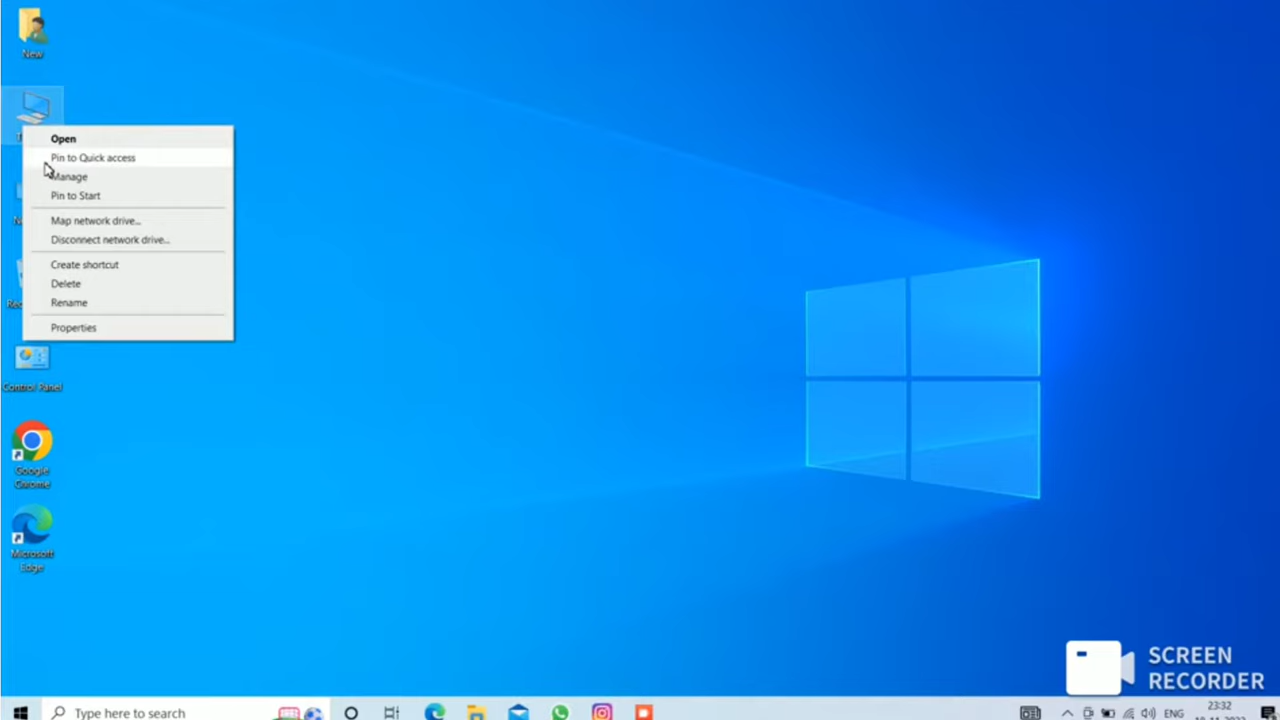 New
Open
Pin to Quick access
Manage
Pin to Start
Map network drive...
Disconnect network drive...
Create shortcut
Delete
Rename
Properties
Control Panel
Google
Chrome
Microsoft
Edge
SCREEN
RECORDER
Type here to search
ENG
23:32